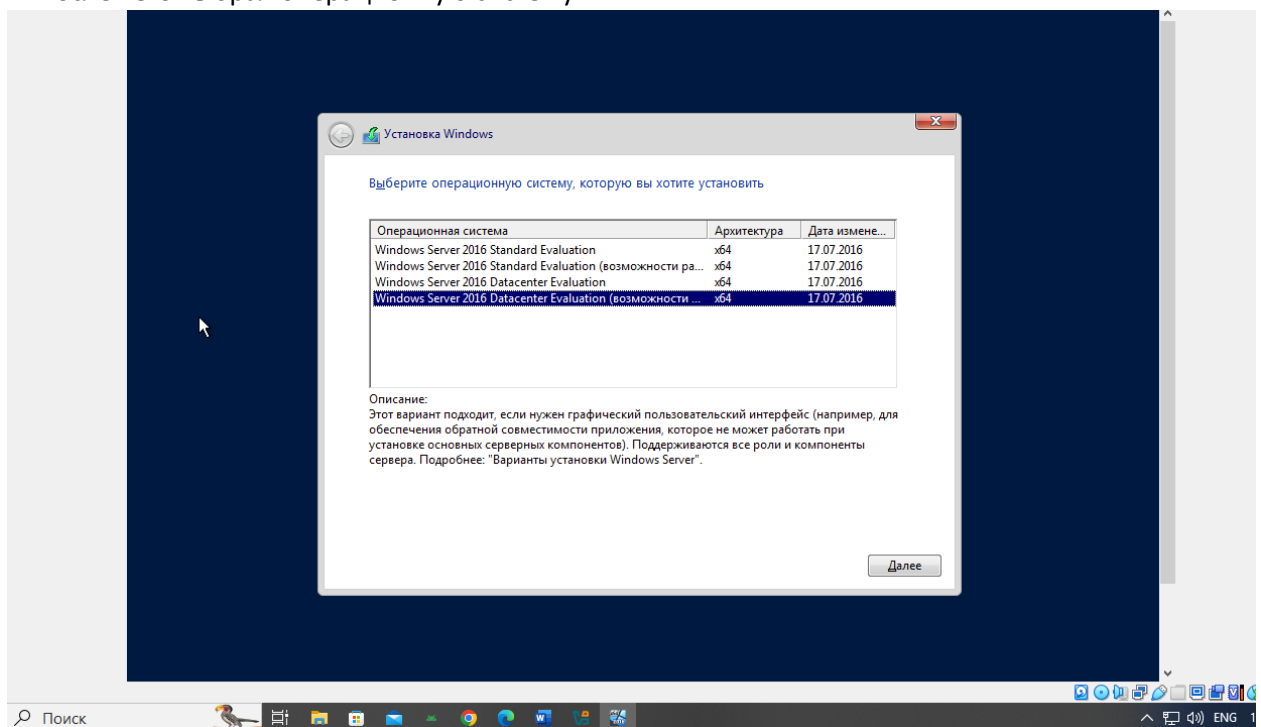 Установка Windows
Выберите операционную систему, которую вы хотите установить
Операционная система Архитектура Дата измене...
Windows Server 2016 Standard Evaluation x64 17.07.2016
Windows Server 2016 Standard Evaluation (возможности ра... x64 17.07.2016
Windows Server 2016 Datacenter Evaluation x64 17.07.2016
Windows Server 2016 Datacenter Evaluation (возможности ... x64 17.07.2016
Описание:
Этот вариант подходит, если нужен графический пользовательский интерфейс (например, для
обеспечения обратной совместимости приложения, которое не может работать при
установке основных серверных компонентов). Поддерживаются все роли и компоненты
сервера. Подробнее: "Варианты установки Windows Server".
Далее
Поиск ENG